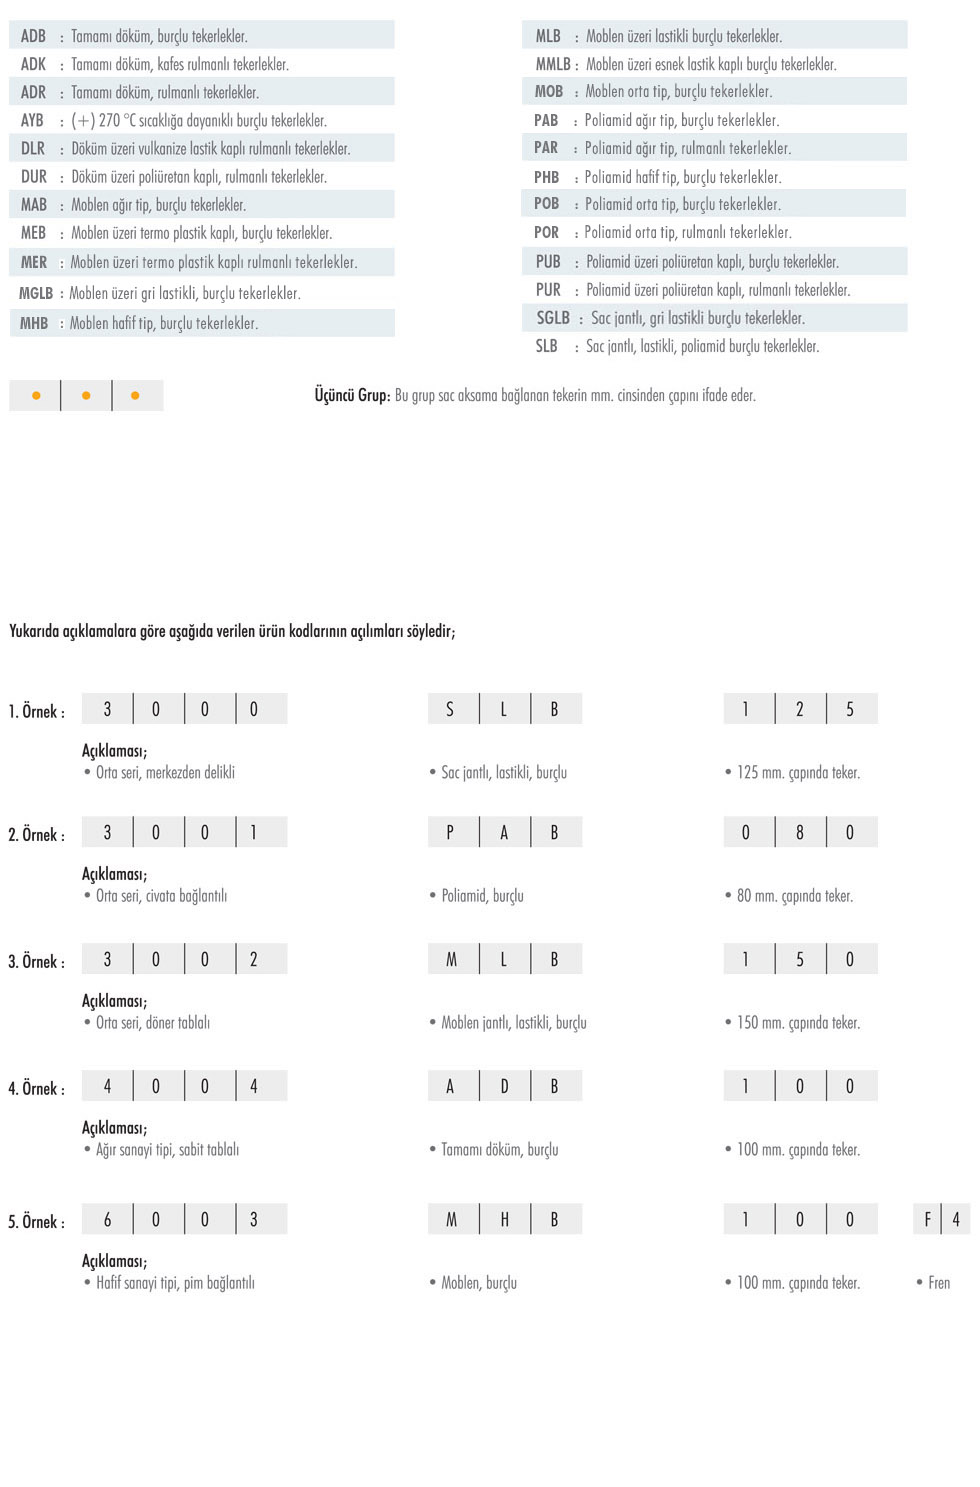 ADB : Tamamı döküm, burçlu tekerlekler.
ADK : Tamamı döküm, kafes rulmanlı tekerlekler.
ADR : Tamamı döküm, rulmanlı tekerlekler.
AYB : (+) 270 °C sıcaklığa dayanıklı burçlu tekerlekler.
DLR : Döküm üzeri vulkanize lastik kaplı rulmanlı tekerlekler.
DUR : Döküm üzeri poliüretan kaplı, rulmanlı tekerlekler.
MAB : Moblen ağır tip, burçlu tekerlekler.
MEB : Moblen üzeri termo plastik kaplı, burçlu tekerlekler.
MER : Moblen üzeri termo plastik kaplı rulmanlı tekerlekler.
MGLB : Moblen üzeri gri lastikli, burçlu tekerlekler.
MHB : Moblen hafif tip, burçlu tekerlekler.
MLB : Moblen üzeri lastikli burçlu tekerlekler.
MMLB : Moblen üzeri esnek lastik kaplı burçlu tekerlekler.
MOB : Moblen orta tip, burçlu tekerlekler.
PAB : Poliamid ağır tip, burçlu tekerlekler.
PAR : Poliamid ağır tip, rulmanlı tekerlekler.
PHB : Poliamid hafif tip, burçlu tekerlekler.
POB : Poliamid orta tip, burçlu tekerlekler.
POR : Poliamid orta tip, rulmanlı tekerlekler.
PUB : Poliamid üzeri poliüretan kaplı, burçlu tekerlekler.
PUR : Poliamid üzeri poliüretan kaplı, rulmanlı tekerlekler.
SGLB : Sac jantlı, gri lastikli burçlu tekerlekler.
SLB : Sac jantlı, lastikli, poliamid burçlu tekerlekler.
Üçüncü Grup: Bu grup sac aksama bağlanan tekerin mm. cinsinden çapını ifade eder.
Yukarıda açıklamalara göre aşağıda verilen ürün kodlarının açılımları söyledir;
1. Örnek : 3 0 0 0 S L B 1 2 5
Açıklaması;
• Orta seri, merkezden delikli • Sac jantlı, lastikli, burçlu • 125 mm. çapında teker.
2. Örnek : 3 0 0 1 P A B 0 8 0
Açıklaması;
• Orta seri, civata bağlantılı • Poliamid, burçlu • 80 mm. çapında teker.
3. Örnek : 3 0 0 2 M L B 1 5 0
Açıklaması;
• Orta seri, döner tablalı • Moblen jantlı, lastikli, burçlu • 150 mm. çapında teker.
4. Örnek : 4 0 0 4 A D B 1 0 0
Açıklaması;
• Ağır sanayi tipi, sabit tablalı • Tamamı döküm, burçlu • 100 mm. çapında teker.
5. Örnek : 6 0 0 3 M H B 1 0 0 F 4
Açıklaması;
• Hafif sanayi tipi, pim bağlantılı • Moblen, burçlu • 100 mm. çapında teker. • Fren